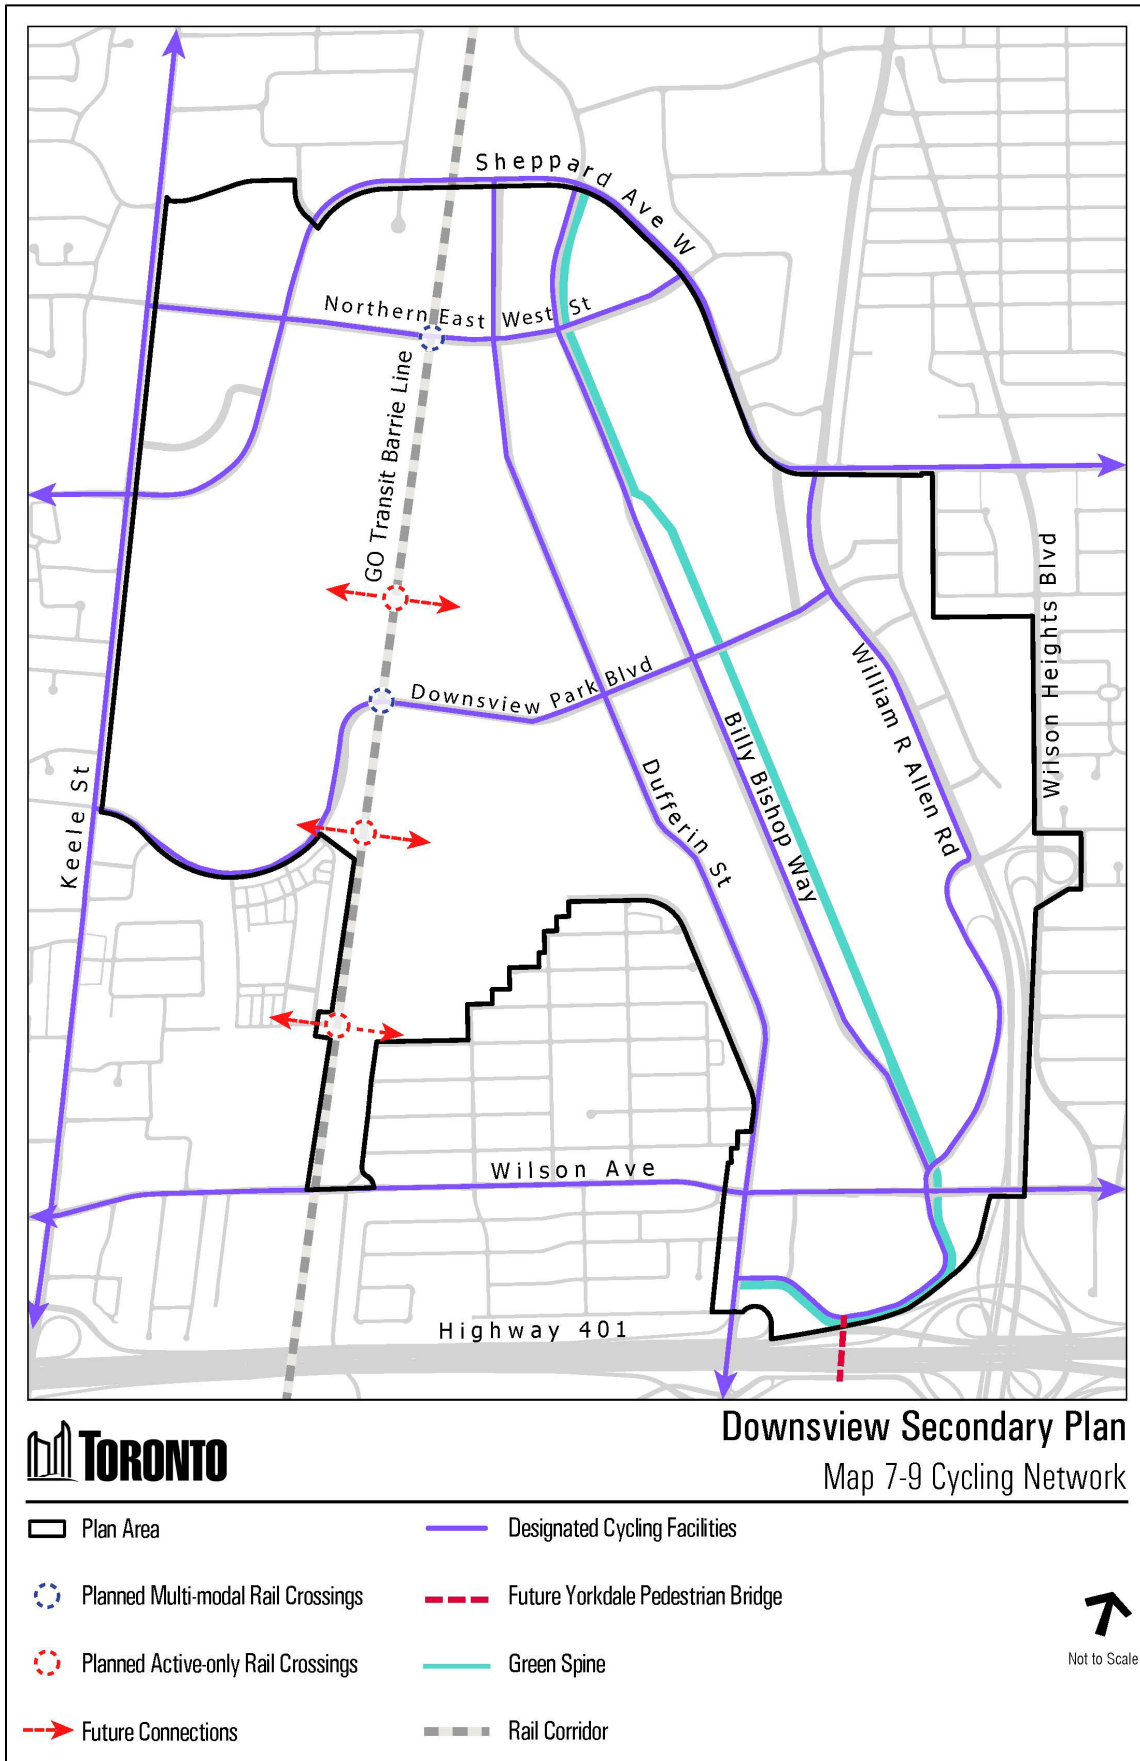 Sheppard Ave W
Northern East West St
GO Transit Barrie Line
Wilson Heights Blvd
Downsview Park Blvd
William R Allen Rd
Billy Bishop Way
Dufferin St
Keele St
Wilson Ave
Highway 401
TORONTO
Downsview Secondary Plan
Map 7-9 Cycling Network
Plan Area
Designated Cycling Facilities
Planned Multi-modal Rail Crossings
Future Yorkdale Pedestrian Bridge
Planned Active-only Rail Crossings
Green Spine
Not to Scale
Future Connections
Rail Corridor